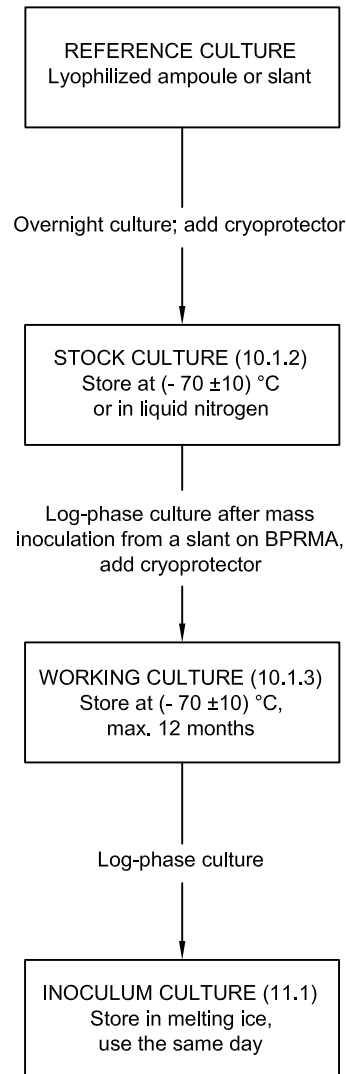 REFERENCE CULTURE
Lyophilized ampoule or slant
Overnight culture; add cryoprotector
STOCK CULTURE (10.1.2)
Store at (- 70 ±10) °C
or in liquid nitrogen
Log-phase culture after mass
inoculation from a slant on BPRMA,
add cryoprotector
WORKING CULTURE (10.1.3)
Store at (- 70 ±10) °C,
max. 12 months
Log-phase culture
INOCULUM CULTURE (11.1)
Store in melting ice,
use the same day